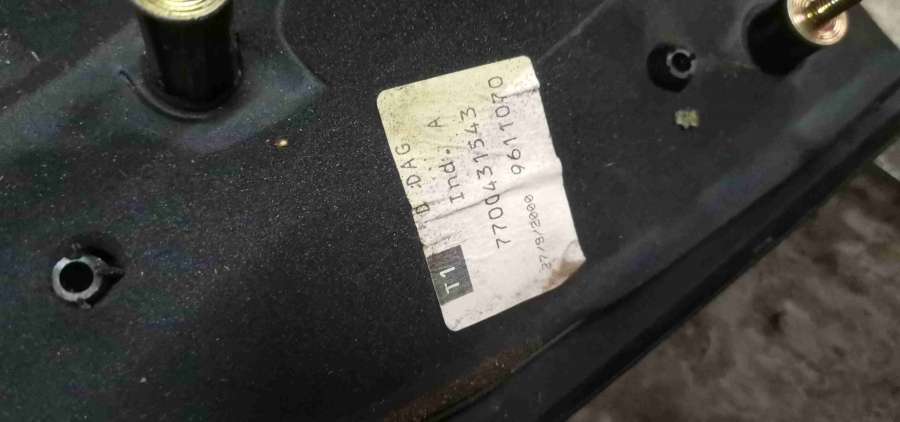 D DAG
Ind. A
7700431543
9611070
27/9/2000
T1